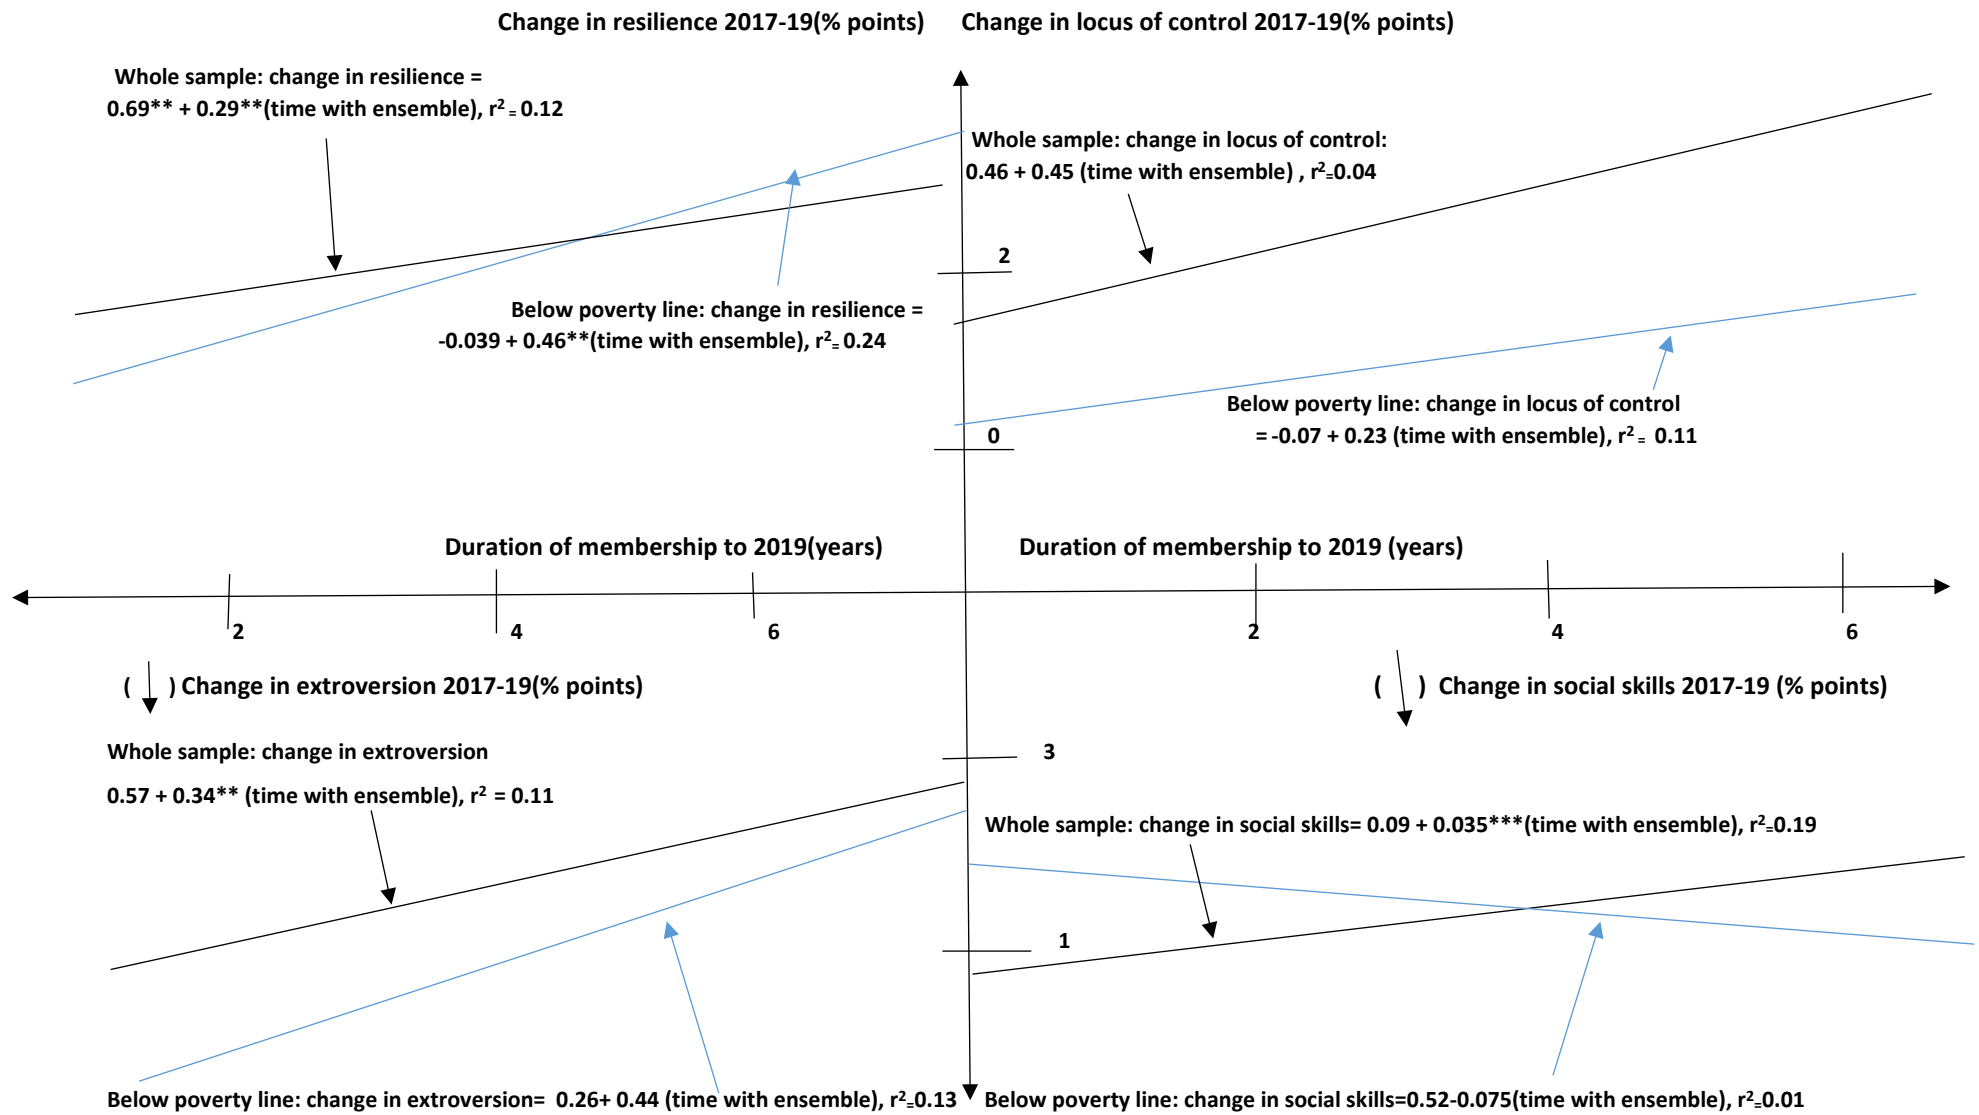 Change in resilience 2017-19(% points)
Change in locus of control 2017-19(% points)
Whole sample: change in resilience =
0.69** + 0.29**(time with ensemble), r² = 0.12
Whole sample: change in locus of control:
0.46 + 0.45 (time with ensemble) , r²=0.04
2
Below poverty line: change in resilience =
-0.039 + 0.46**(time with ensemble), r²= 0.24
Below poverty line: change in locus of control
= -0.07 + 0.23 (time with ensemble), r² = 0.11
0
Duration of membership to 2019(years)
Duration of membership to 2019 (years)
2
4
6
2
4
6
( ) Change in extroversion 2017-19(% points)
( ) Change in social skills 2017-19 (% points)
Whole sample: change in extroversion
0.57 + 0.34** (time with ensemble), r² = 0.11
3
Whole sample: change in social skills= 0.09 + 0.035***(time with ensemble), r²=0.19
1
Below poverty line: change in extroversion= 0.26+ 0.44 (time with ensemble), r²=0.13
Below poverty line: change in social skills=0.52-0.075(time with ensemble), r²=0.01